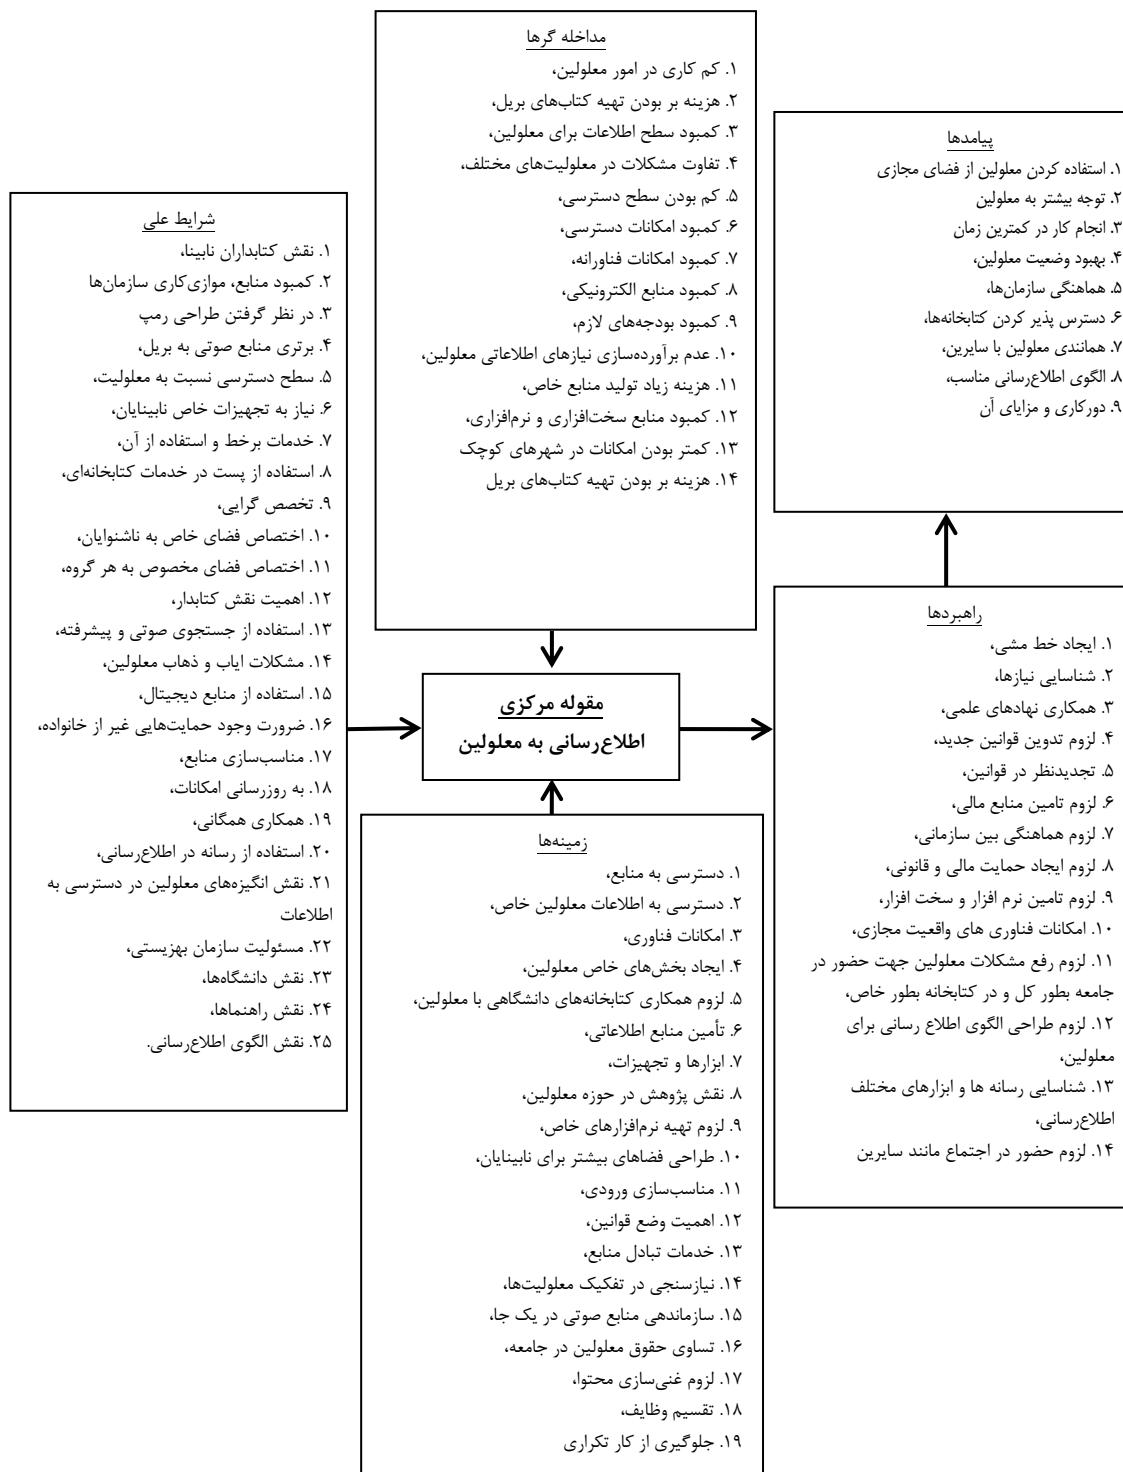 مداخله گرها
۱. کم کاری در امور معلولین،
۲. هزینه بر بودن تهیه کتاب‌های بریل،
۳. کمبود سطح اطلاعات برای معلولین،
۴. تفاوت مشکلات در معلولیت‌های مختلف،
۵. کم بودن سطح دسترسی،
۶. کمبود امکانات دسترسی،
۷. کمبود امکانات فناورانه،
۸. کمبود منابع الکترونیکی،
۹. کمبود بودجه‌های لازم،
۱۰. عدم برآورده‌سازی نیازهای اطلاعاتی معلولین،
۱۱. هزینه زیاد تولید منابع خاص،
۱۲. کمبود منابع سخت‌افزاری و نرم‌افزاری،
۱۳. کمتر بودن امکانات در شهرهای کوچک
۱۴. هزینه بر بودن تهیه کتاب‌های بریل
پیامدها
۱. استفاده کردن معلولین از فضای مجازی
۲. توجه بیشتر به معلولین
۳. انجام کار در کمترین زمان
۴. بهبود وضعیت معلولین،
۵. هماهنگی سازمان‌ها،
۶. دسترس پذیر کردن کتابخانه‌ها،
۷. همانندی معلولین با سایرین،
۸. الگوی اطلاع‌رسانی مناسب،
۹. دورکاری و مزایای آن
شرایط علی
۱. نقش کتابداران نابینا،
۲. کمبود منابع، موازی‌کاری سازمان‌ها
۳. در نظر گرفتن طراحی رمپ
۴. برتری منابع صوتی به بریل،
۵. سطح دسترسی نسبت به معلولیت،
۶. نیاز به تجهیزات خاص نابینایان،
۷. خدمات برخط و استفاده از آن،
۸. استفاده از پست در خدمات کتابخانه‌ای،
۹. تخصص گرایی،
۱۰. اختصاص فضای خاص به ناشنوایان،
۱۱. اختصاص فضای مخصوص به هر گروه،
۱۲. اهمیت نقش کتابدار،
۱۳. استفاده از جستجوی صوتی و پیشرفته،
۱۴. مشکلات ایاب و ذهاب معلولین،
۱۵. استفاده از منابع دیجیتال،
۱۶. ضرورت وجود حمایت‌هایی غیر از خانواده،
۱۷. مناسب‌سازی منابع،
۱۸. به روزرسانی امکانات،
۱۹. همکاری همگانی،
۲۰. استفاده از رسانه در اطلاع‌رسانی،
۲۱. نقش انگیزه‌های معلولین در دسترسی به
اطلاعات
۲۲. مسئولیت سازمان بهزیستی،
۲۳. نقش دانشگاه‌ها،
۲۴. نقش راهنماها،
۲۵. نقش الگوی اطلاع‌رسانی.
مقوله مرکزی
اطلاع‌رسانی به معلولین
راهبردها
۱. ایجاد خط مشی،
۲. شناسایی نیازها،
۳. همکاری نهادهای علمی،
۴. لزوم تدوین قوانین جدید،
۵. تجدیدنظر در قوانین،
۶. لزوم تامین منابع مالی،
۷. لزوم هماهنگی بین سازمانی،
۸. لزوم ایجاد حمایت مالی و قانونی،
۹. لزوم تامین نرم افزار و سخت افزار،
۱۰. امکانات فناوری های واقعیت مجازی،
۱۱. لزوم رفع مشکلات معلولین جهت حضور در
جامعه بطور کل و در کتابخانه بطور خاص،
۱۲. لزوم طراحی الگوی اطلاع رسانی برای
معلولین،
۱۳. شناسایی رسانه ها و ابزارهای مختلف
اطلاع‌رسانی،
۱۴. لزوم حضور در اجتماع مانند سایرین
زمینه‌ها
۱. دسترسی به منابع،
۲. دسترسی به اطلاعات معلولین خاص،
۳. امکانات فناوری،
۴. ایجاد بخش‌های خاص معلولین،
۵. لزوم همکاری کتابخانه‌های دانشگاهی با معلولین،
۶. تأمین منابع اطلاعاتی،
۷. ابزارها و تجهیزات،
۸. نقش پژوهش در حوزه معلولین،
۹. لزوم تهیه نرم‌افزارهای خاص،
۱۰. طراحی فضاهای بیشتر برای نابینایان،
۱۱. مناسب‌سازی ورودی،
۱۲. اهمیت وضع قوانین،
۱۳. خدمات تبادل منابع،
۱۴. نیازسنجی در تفکیک معلولیت‌ها،
۱۵. سازماندهی منابع صوتی در یک جا،
۱۶. تساوی حقوق معلولین در جامعه،
۱۷. لزوم غنی‌سازی محتوا،
۱۸. تقسیم وظایف،
۱۹. جلوگیری از کار تکراری